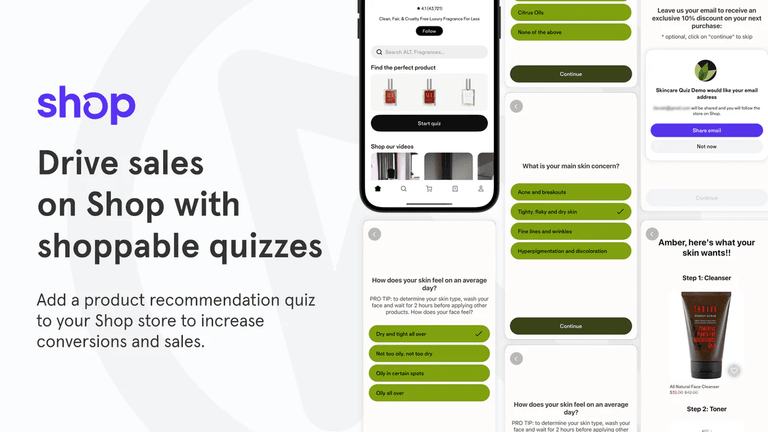 shop
Drive sales
on Shop with
shoppable quizzes
Add a product recommendation quiz
to your Shop store to increase
conversions and sales.
★ 4.1 (43,721)
Clean, Fair, & Cruelty Free Luxury Fragrance For Less
Follow
Search ALT. Fragrances...
Find the perfect product
Start quiz
Shop our videos
How does your skin feel on an average
day?
PRO TIP: to determine your skin type, wash your
face and wait for 2 hours before applying other
products. How does your face feel?
Dry and tight all over
Not too oily, not too dry
Oily in certain spots
Oily all over
Citrus Oils
None of the above
Continue
What is your main skin concern?
Acne and breakouts
Tighty, flaky and dry skin
Fine lines and wrinkles
Hyperpigmentation and discoloration
Continue
How does your skin feel on an average
day?
PRO TIP: to determine your skin type, wash your
face and wait for 2 hours before applying other
Leave us your email to receive an
exclusive 10% discount on your next
purchase:
* optional, click on "continue" to skip
Skincare Quiz Demo would like your email
address
will be shared and you will follow the
store on Shop.
Share email
Not now
Continue
Amber, here's what your
skin wants!!
Step 1: Cleanser
All Natural Face Cleanser
Step 2: Toner